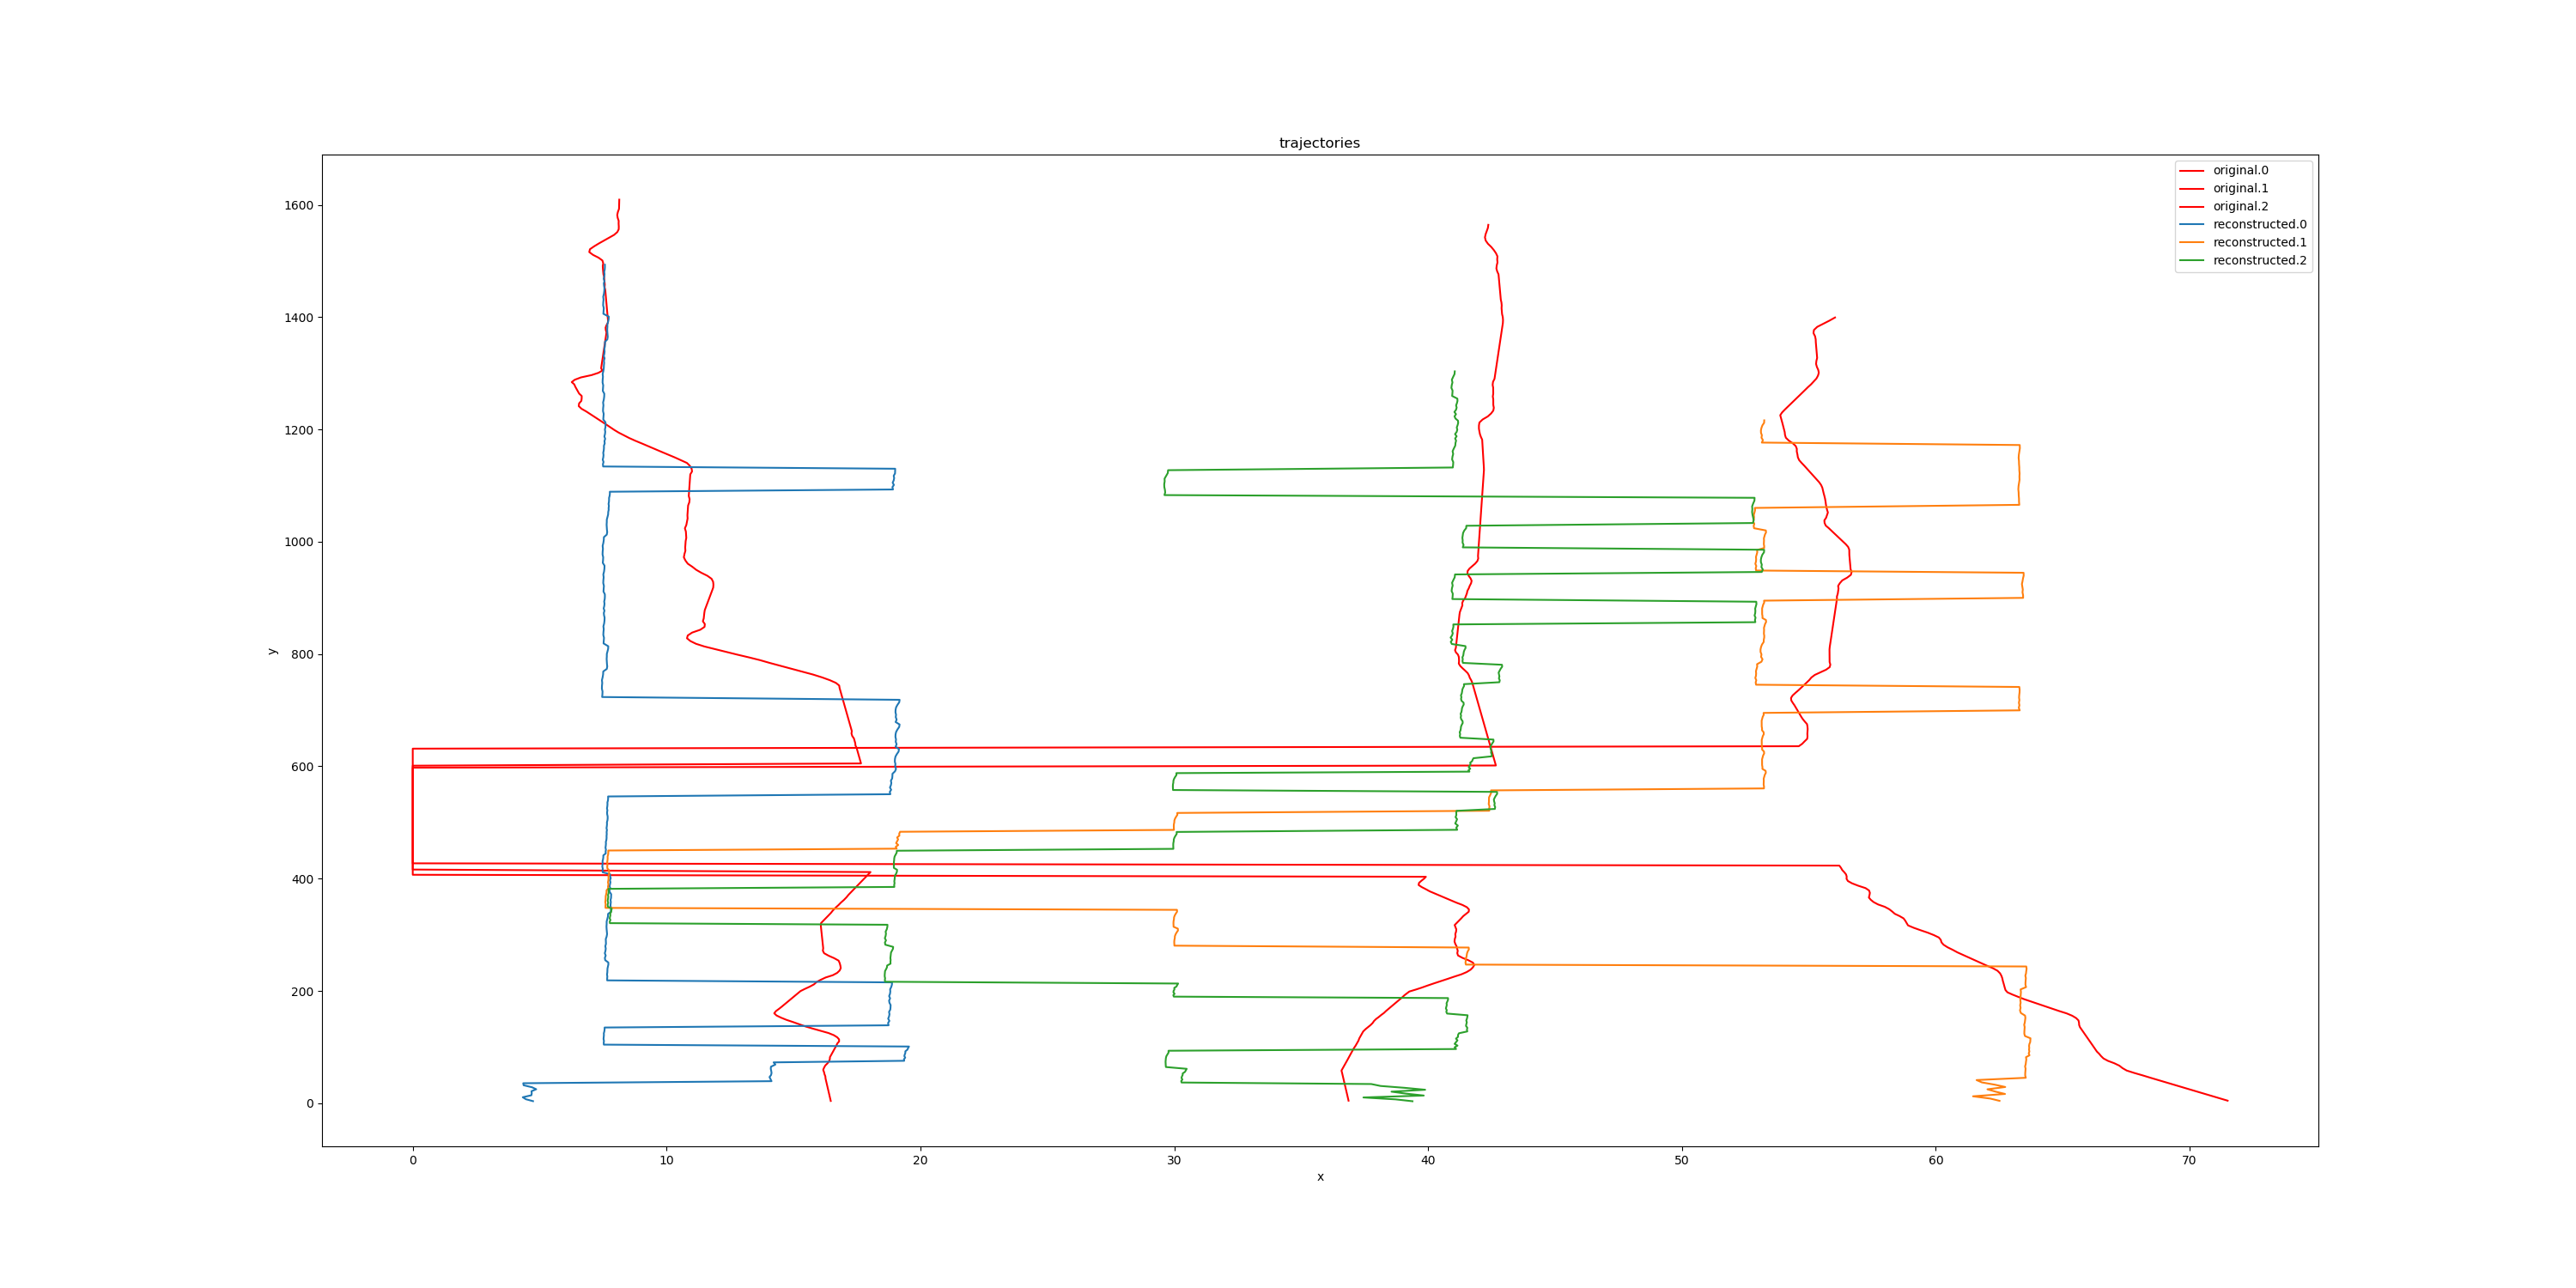 trajectories
original.0
original.1
original.2
reconstructed.0
reconstructed.1
reconstructed.2
y
1600
1400
1200
1000
800
600
400
200
0
0 10 20 30 40 50 60 70
x